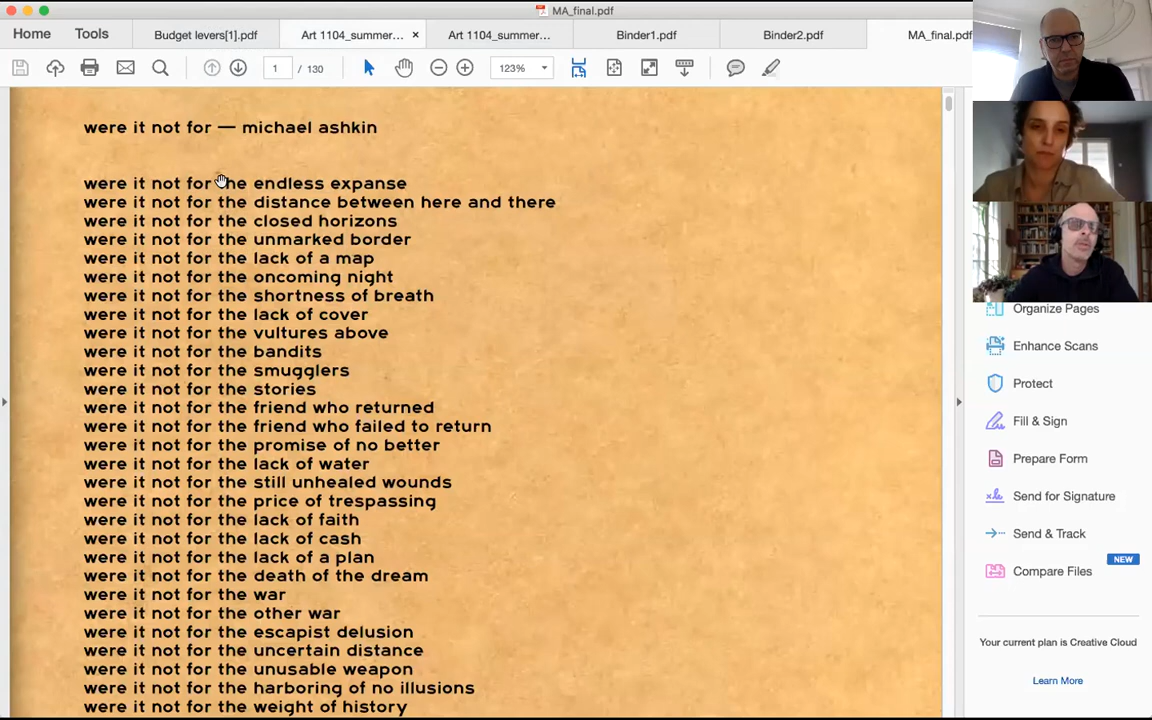 MA_final.pdf
Home Tools Budget levers[1].pdf Art 1104_summer... × Art 1104_summer... Binder1.pdf Binder2.pdf MA_final.pdf
1 / 130 123%
were it not for — michael ashkin
were it not for the endless expanse
were it not for the distance between here and there
were it not for the closed horizons
were it not for the unmarked border
were it not for the lack of a map
were it not for the oncoming night
were it not for the shortness of breath
were it not for the lack of cover
were it not for the vultures above
were it not for the bandits
were it not for the smugglers
were it not for the stories
were it not for the friend who returned
were it not for the friend who failed to return
were it not for the promise of no better
were it not for the lack of water
were it not for the still unhealed wounds
were it not for the price of trespassing
were it not for the lack of faith
were it not for the lack of cash
were it not for the lack of a plan
were it not for the death of the dream
were it not for the war
were it not for the other war
were it not for the escapist delusion
were it not for the uncertain distance
were it not for the unusable weapon
were it not for the harboring of no illusions
were it not for the weight of history
Organize Pages
Enhance Scans
Protect
Fill & Sign
Prepare Form
Send for Signature
Send & Track
NEW
Compare Files
Your current plan is Creative Cloud
Learn More